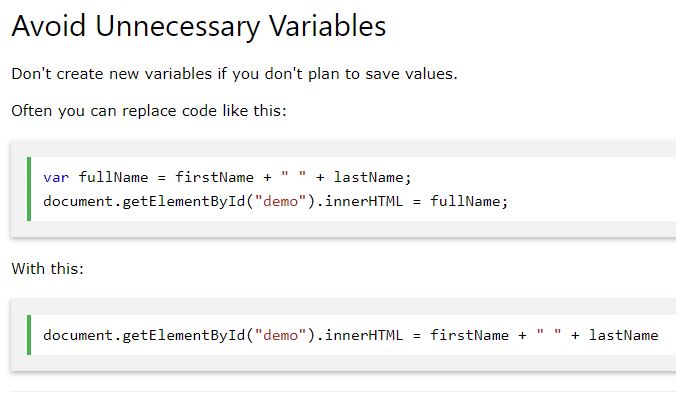 Avoid Unnecessary Variables
Don't create new variables if you don't plan to save values.
Often you can replace code like this:
var fullName = firstName + " " + lastName;
document.getElementById("demo").innerHTML = fullName;
With this:
document.getElementById("demo").innerHTML = firstName + " " + lastName